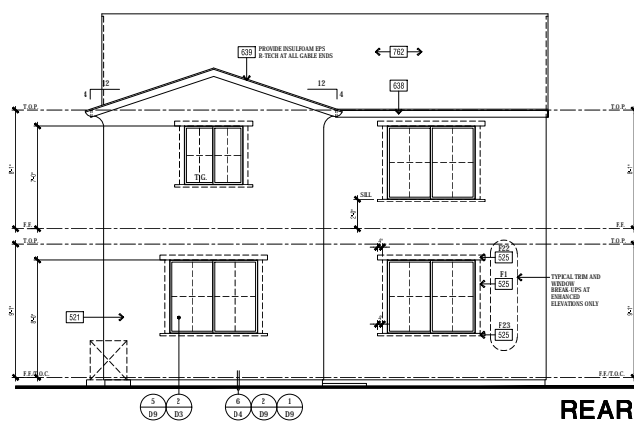 639
PROVIDE INSULFOAM EPS
R-TECH AT ALL GABLE ENDS
762
638
12
4
12
4
T.O.P.
T.O.P.
T.G.
SILL
F.F.
F.F.
T.O.P.
T.O.P.
F22
525
F1
525
F23
525
TYPICAL TRIM AND
WINDOW
BREAK-UPS AT
ENHANCED
ELEVATIONS ONLY
521
F.F./T.O.C.
F.F./T.O.C.
5
D9
2
D3
6
D4
2
D9
1
D9
REAR